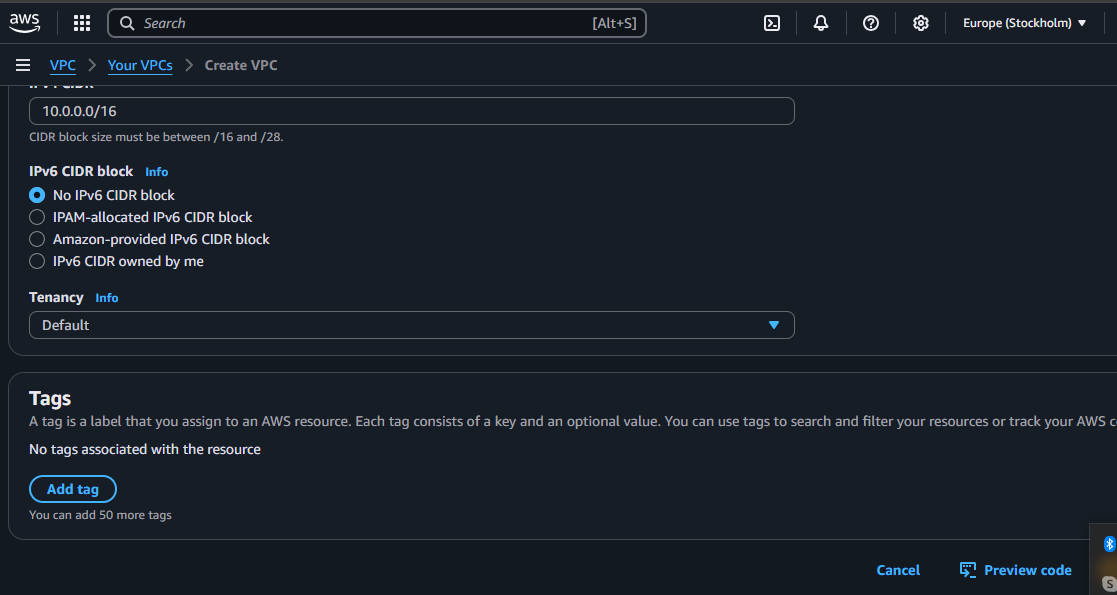 aws
Search [Alt+S]
Europe (Stockholm)
VPC > Your VPCs > Create VPC
IPv4 CIDR
10.0.0.0/16
CIDR block size must be between /16 and /28.
IPv6 CIDR block Info
No IPv6 CIDR block
IPAM-allocated IPv6 CIDR block
Amazon-provided IPv6 CIDR block
IPv6 CIDR owned by me
Tenancy Info
Default
Tags
A tag is a label that you assign to an AWS resource. Each tag consists of a key and an optional value. You can use tags to search and filter your resources or track your AWS c
No tags associated with the resource
Add tag
You can add 50 more tags
Cancel Preview code